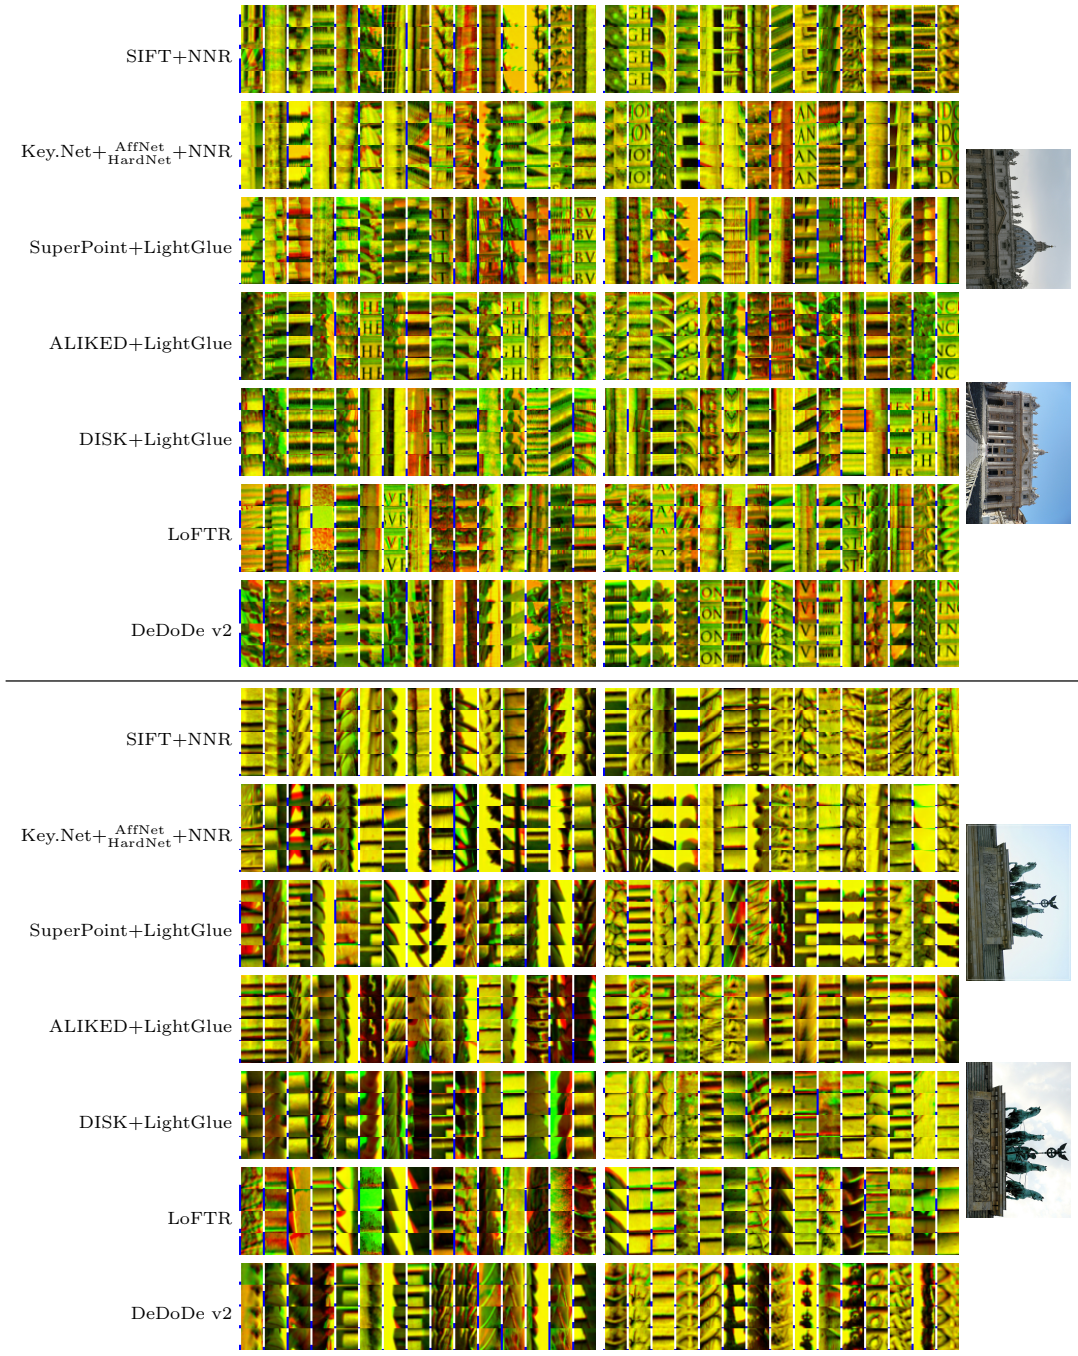 SIFT+NNR
Key.Net+AffNet
HardNet+NNR
SuperPoint+LightGlue
ALIKED+LightGlue
DISK+LightGlue
LoFTR
DeDoDe v2
SIFT+NNR
Key.Net+AffNet
HardNet+NNR
SuperPoint+LightGlue
ALIKED+LightGlue
DISK+LightGlue
LoFTR
DeDoDe v2